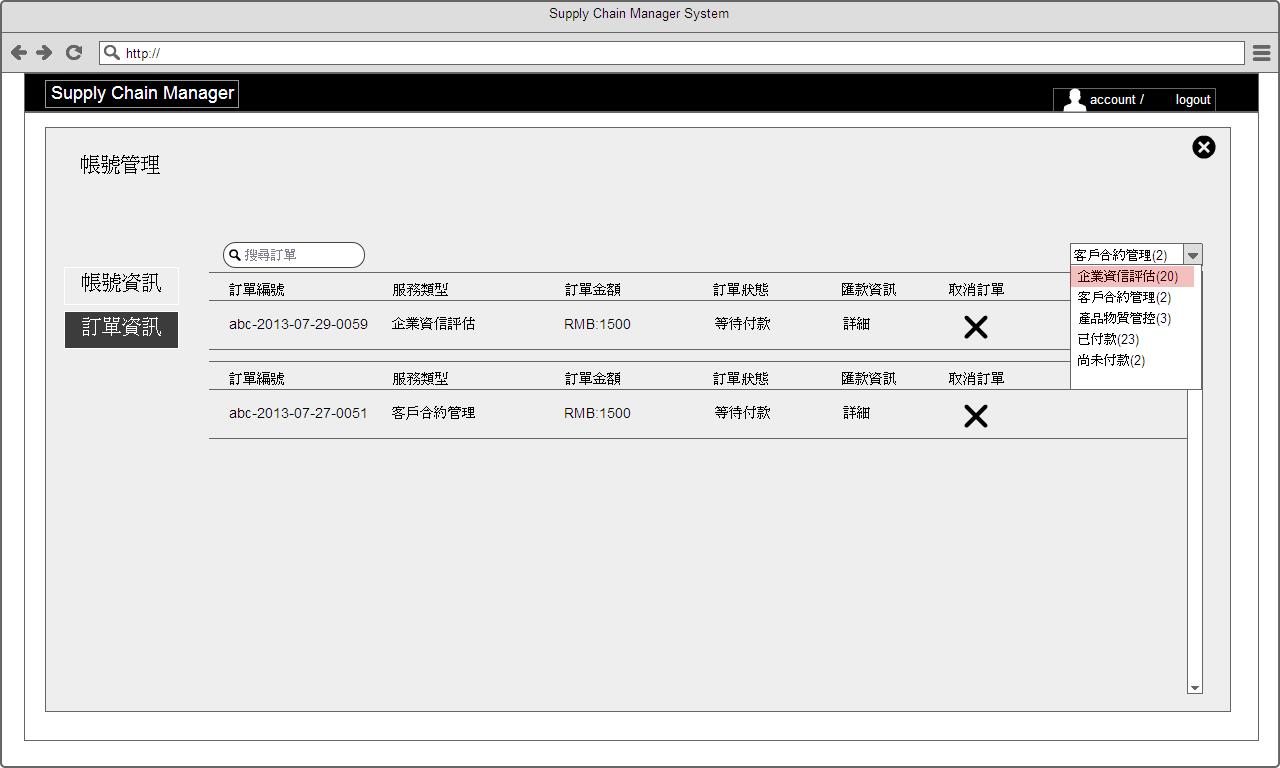 Supply Chain Manager System
http://
Supply Chain Manager
account / logout
帳號管理
搜尋訂單
客戶合約管理(2)
企業資信評估(20)
客戶合約管理(2)
產品物質管控(3)
已付款(23)
尚未付款(2)
帳號資訊
訂單資訊
訂單編號 服務類型 訂單金額 訂單狀態 匯款資訊 取消訂單
abc-2013-07-29-0059 企業資信評估 RMB:1500 等待付款 詳細
訂單編號 服務類型 訂單金額 訂單狀態 匯款資訊 取消訂單
abc-2013-07-27-0051 客戶合約管理 RMB:1500 等待付款 詳細